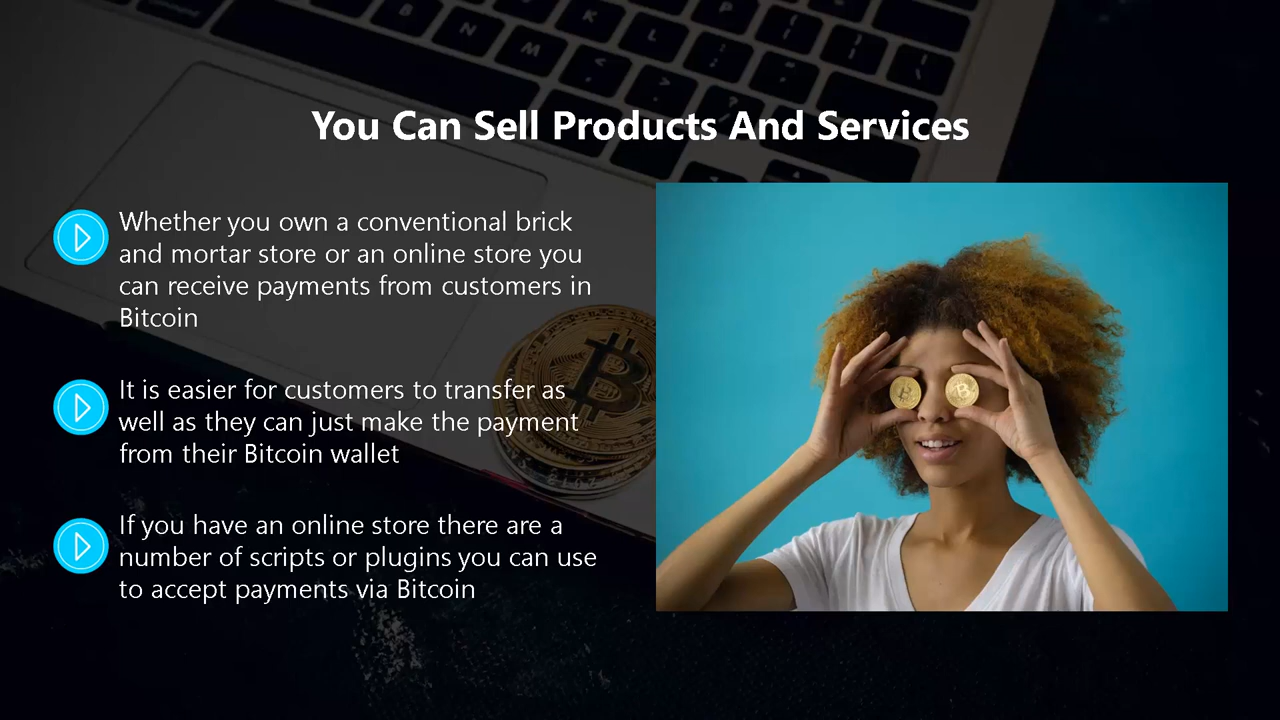 You Can Sell Products And Services
Whether you own a conventional brick
and mortar store or an online store you
can receive payments from customers in
Bitcoin
It is easier for customers to transfer as
well as they can just make the payment
from their Bitcoin wallet
If you have an online store there are a
number of scripts or plugins you can use
to accept payments via Bitcoin